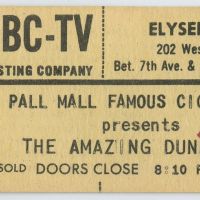 BC-TV
ELYSE
202 Wes
STING COMPANY
Bet. 7th Ave. &
PALL MALL FAMOUS CI
presents
THE AMAZING DUN
SOLD DOORS CLOSE 8:10